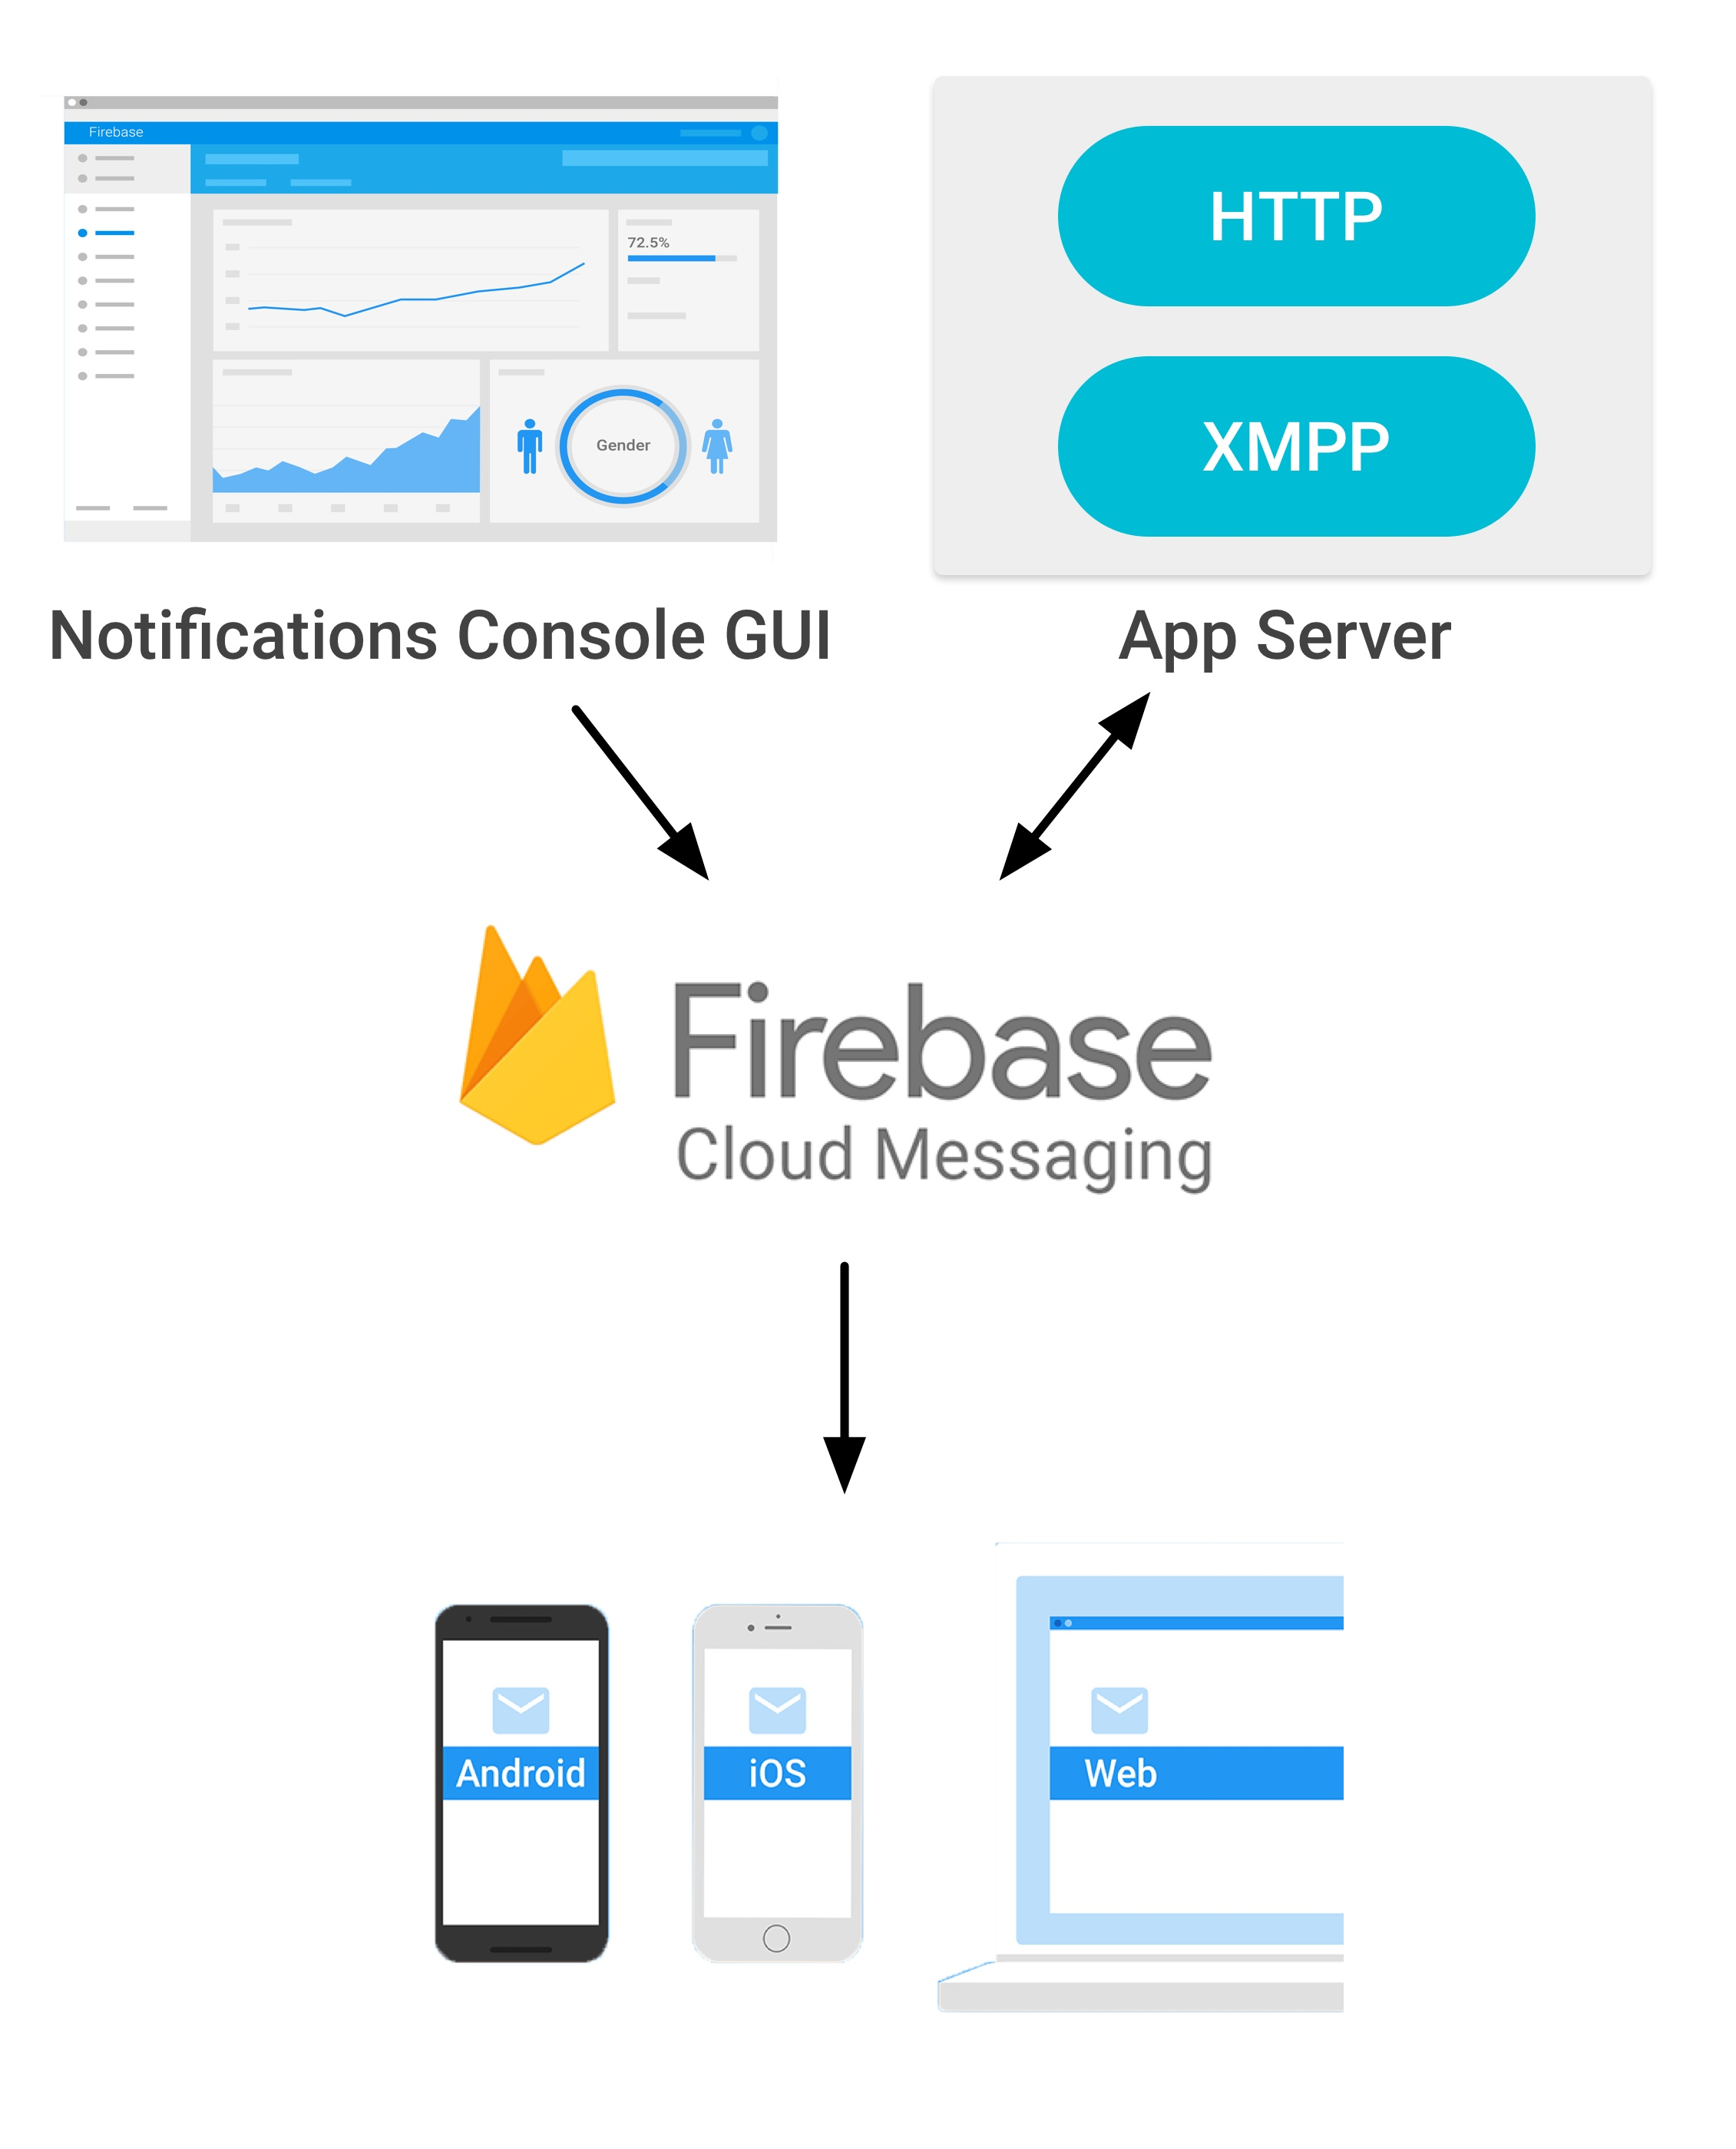 Firebase
72.5%
Gender
HTTP
XMPP
Notifications Console GUI
App Server
Firebase
Cloud Messaging
Android
iOS
Web